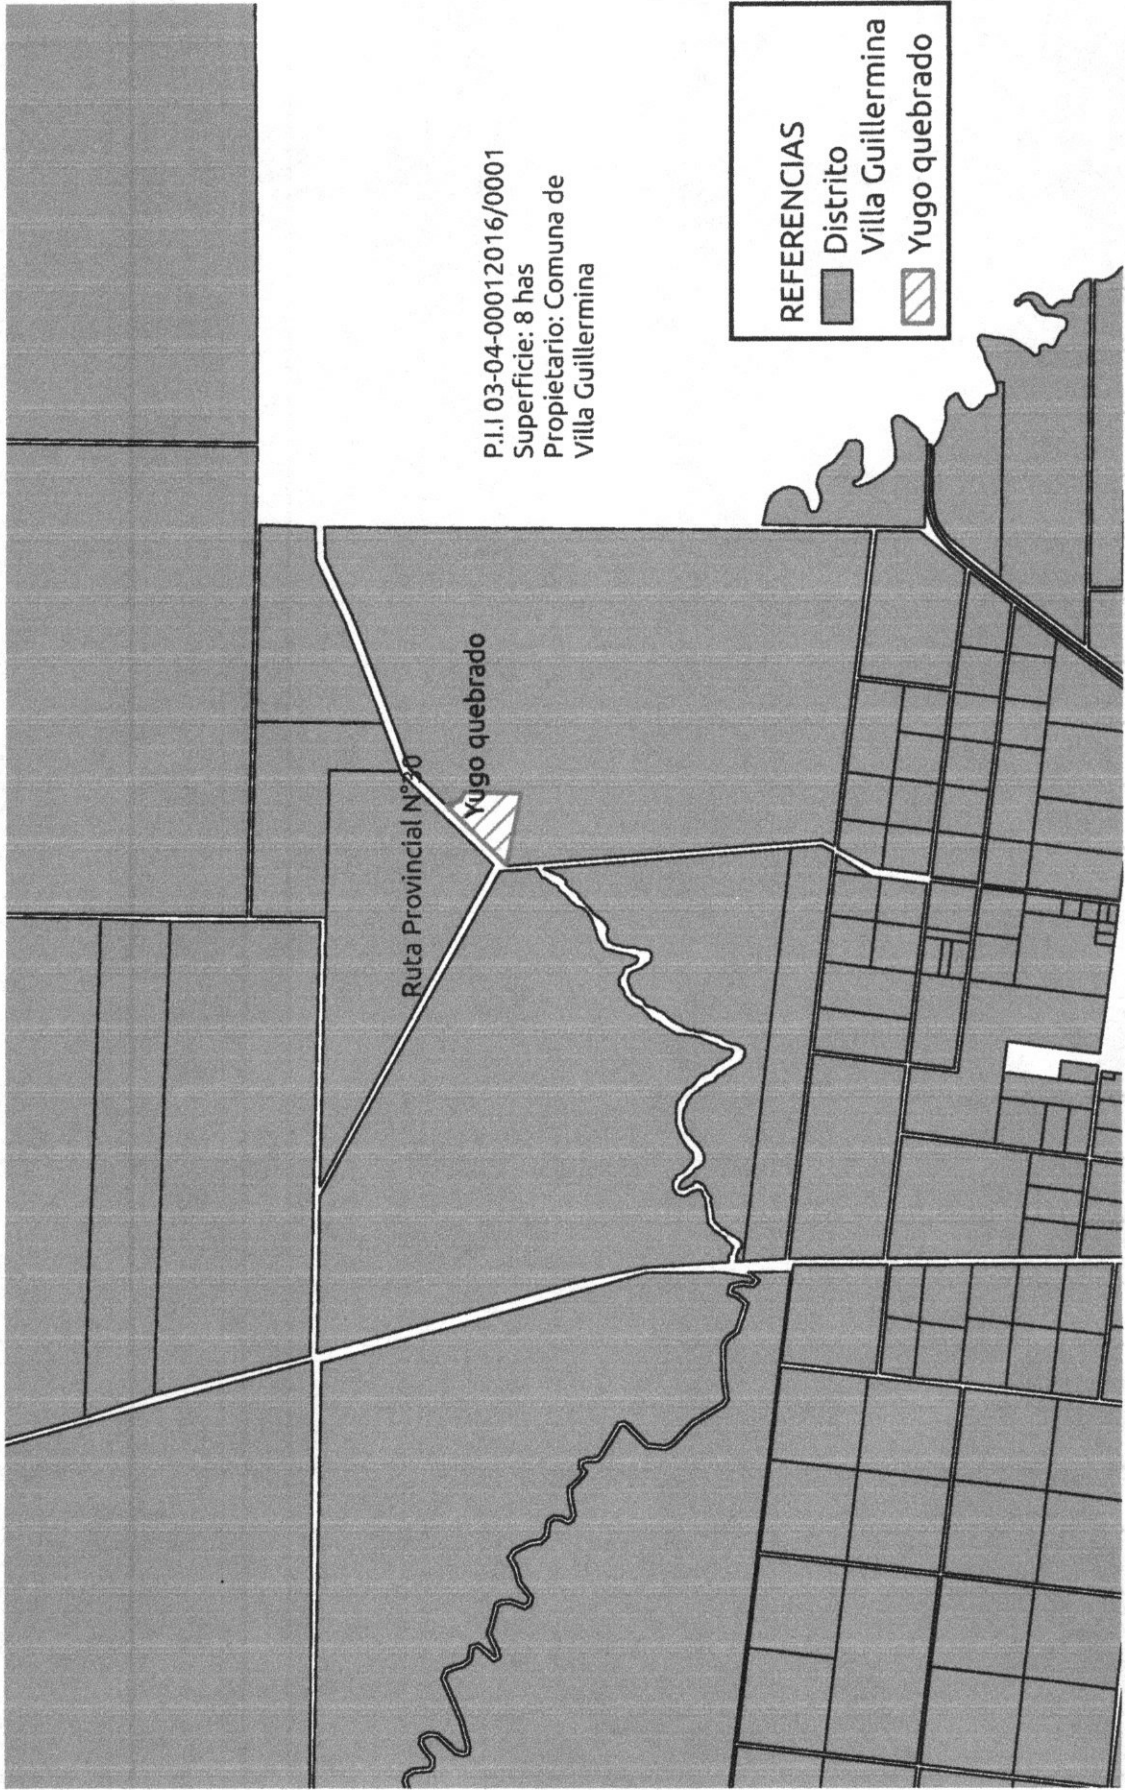 Ruta Provincial N°30
Yugo quebrado
P.I.I 03-04-00012016/0001
Superficie: 8 has
Propietario: Comuna de
Villa Guillermina
REFERENCIAS
Distrito
Villa Guillermina
Yugo quebrado